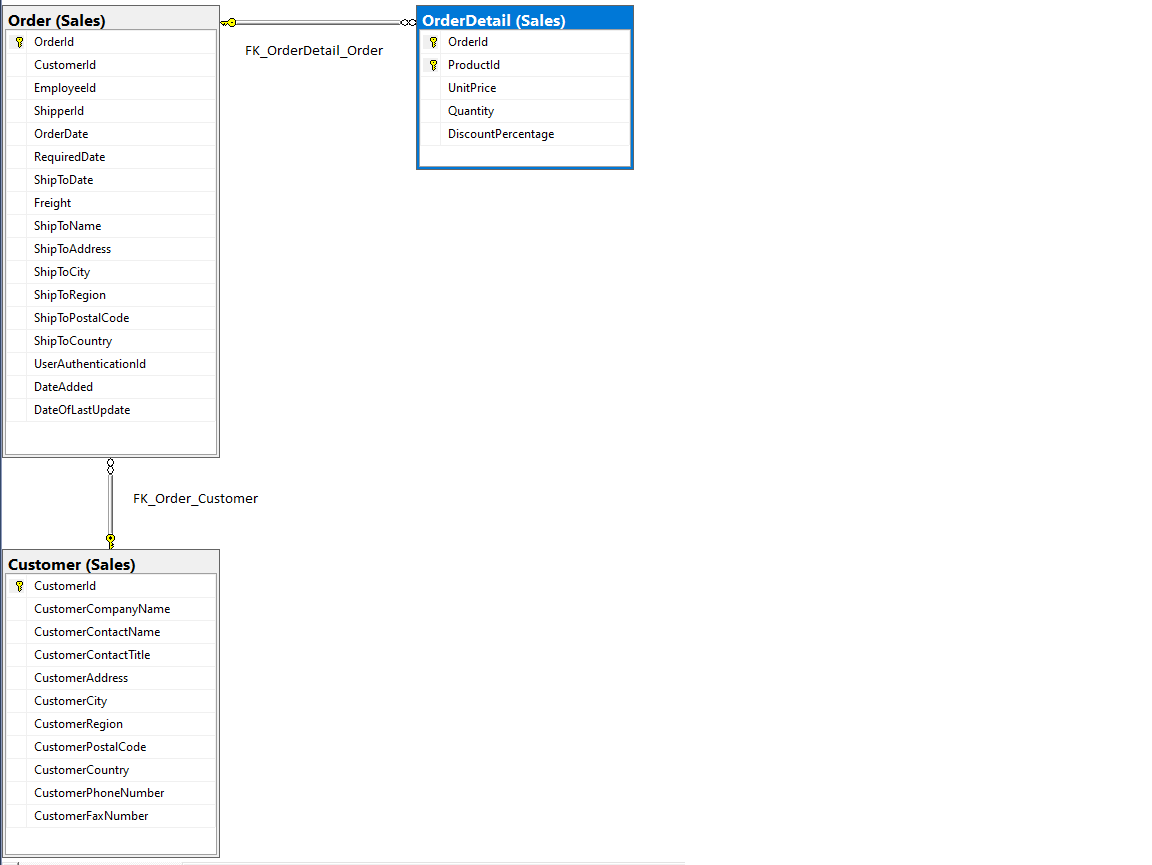 Order (Sales)
OrderId
CustomerId
EmployeeId
ShipperId
OrderDate
RequiredDate
ShipToDate
Freight
ShipToName
ShipToAddress
ShipToCity
ShipToRegion
ShipToPostalCode
ShipToCountry
UserAuthenticationId
DateAdded
DateOfLastUpdate
FK_OrderDetail_Order
OrderDetail (Sales)
OrderId
ProductId
UnitPrice
Quantity
DiscountPercentage
FK_Order_Customer
Customer (Sales)
CustomerId
CustomerCompanyName
CustomerContactName
CustomerContactTitle
CustomerAddress
CustomerCity
CustomerRegion
CustomerPostalCode
CustomerCountry
CustomerPhoneNumber
CustomerFaxNumber